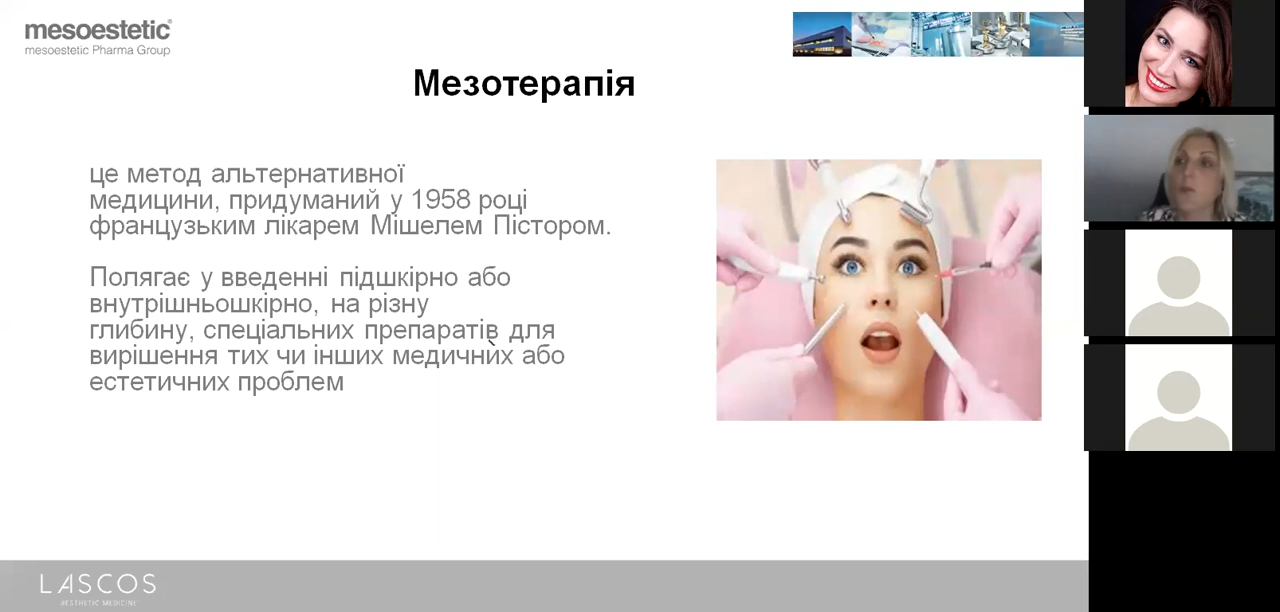 mesoestetic®
mesoestetic Pharma Group
Мезотерапія
це метод альтернативної
медицини, придуманий у 1958 році
французьким лікарем Мішелем Пістором.
Полягає у введенні підшкірно або
внутрішньошкірно, на різну
глибину, спеціальних препаратів для
вирішення тих чи інших медичних або
естетичних проблем
LASCOS
AESTHETIC MEDICINE